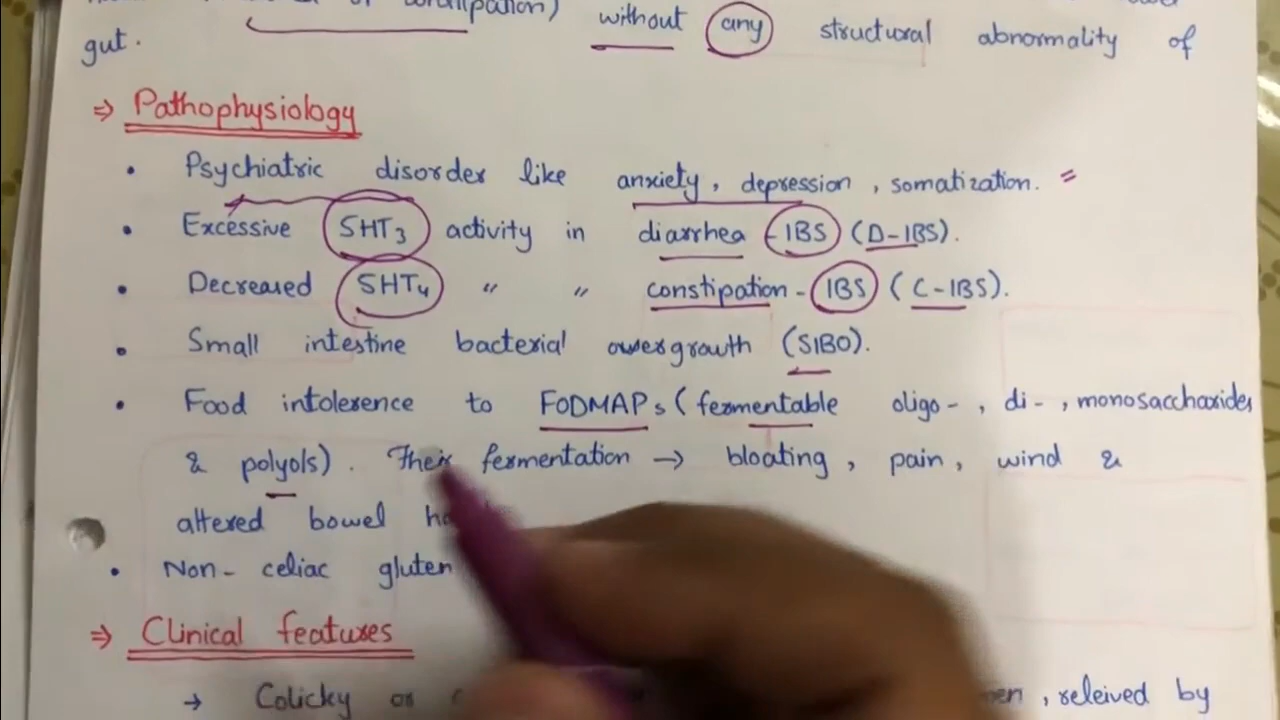 without any structural abnormality of
gut.
⇒ Pathophysiology
• Psychiatric disorder like anxiety, depression, somatization.
• Excessive 5HT3 activity in diarrhea - IBS (D-IBS).
• Decreased 5HT4 " " constipation - IBS (C-IBS).
• Small intestine bacterial overgrowth (SIBO).
• Food intolerence to FODMAPs (fermentable oligo-, di-, monosaccharides
& polyols). Their fermentation → bloating, pain, wind &
altered bowel
• Non-celiac gluten
⇒ Clinical features
→ Colicky or , releived by